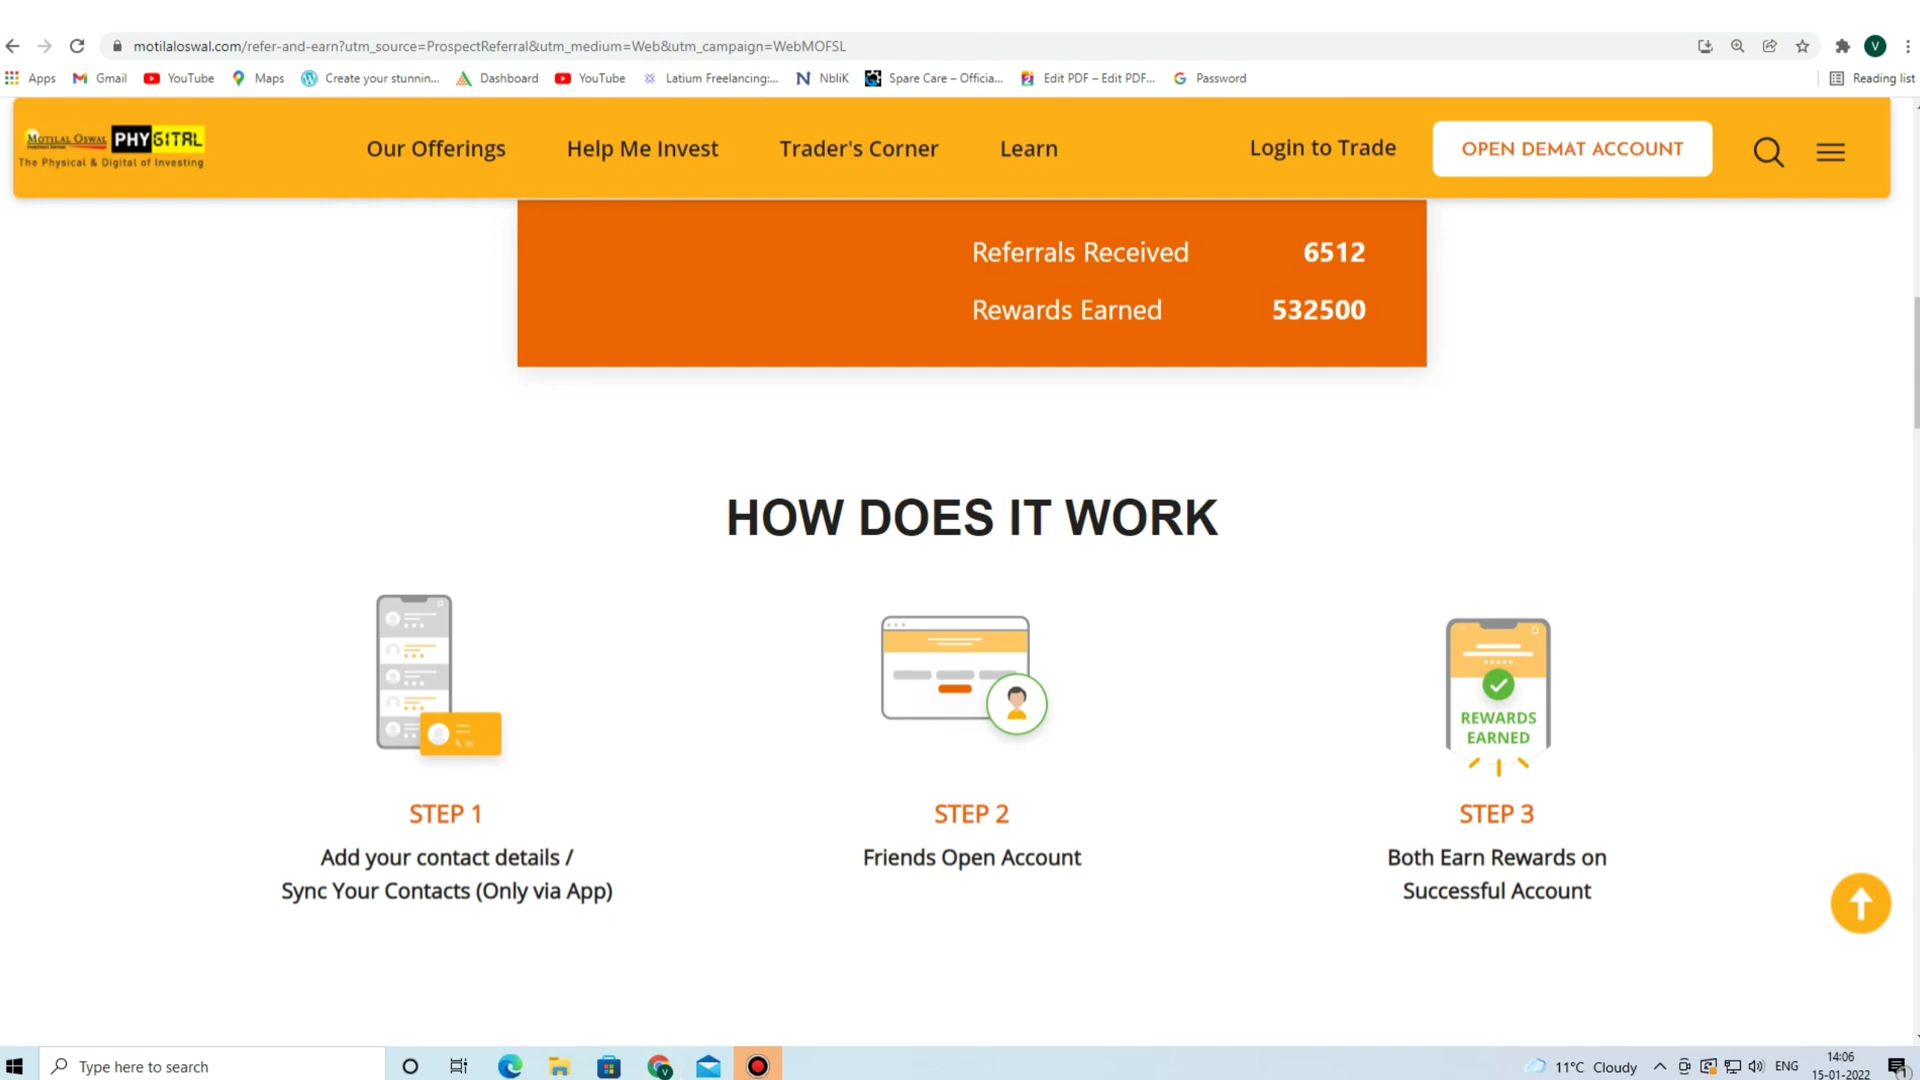 motilaloswal.com/refer-and-earn?utm_source=ProspectReferral&utm_medium=Web&utm_campaign=WebMOFSL
V
Apps Gmail YouTube Maps Create your stunnin... Dashboard YouTube Latium Freelancing:... NbliK Spare Care – Officia... Edit PDF – Edit PDF... Password Reading list
MOTILAL OSWAL PHYGITAL
The Physical & Digital of Investing
Our Offerings Help Me Invest Trader's Corner Learn Login to Trade OPEN DEMAT ACCOUNT
Referrals Received 6512
Rewards Earned 532500
HOW DOES IT WORK
REWARDS
EARNED
STEP 1
Add your contact details /
Sync Your Contacts (Only via App)
STEP 2
Friends Open Account
STEP 3
Both Earn Rewards on
Successful Account
Type here to search
11°C Cloudy ENG 14:06
15-01-2022 1